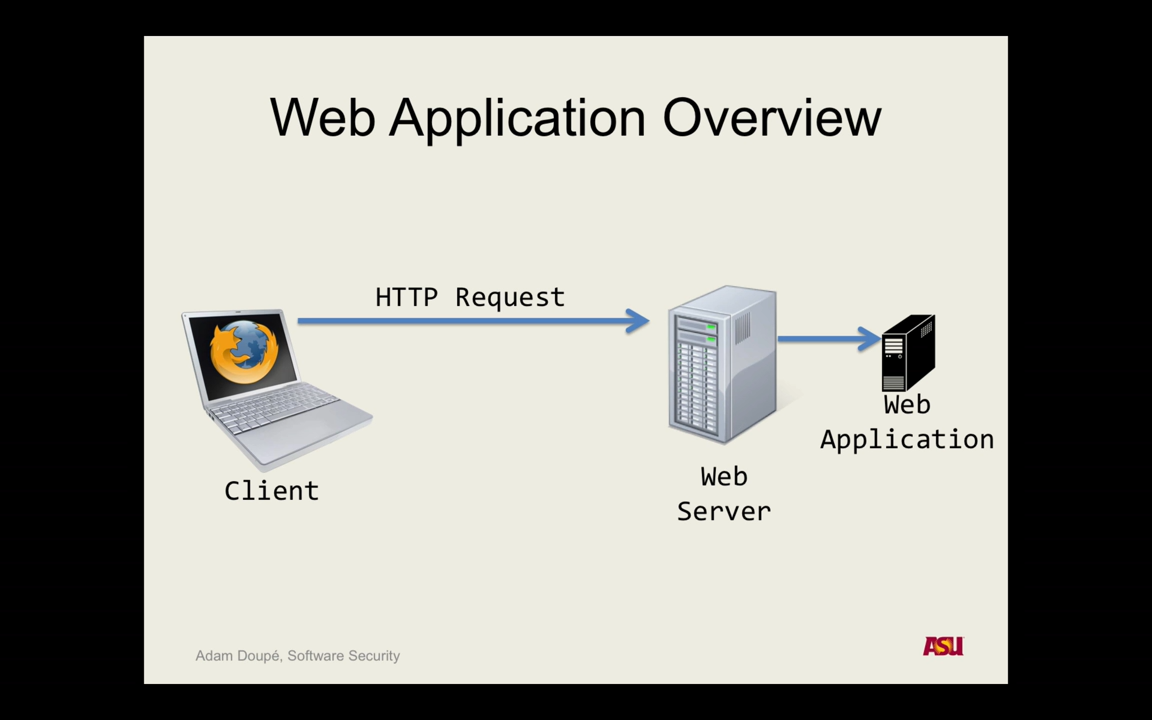 Web Application Overview
HTTP Request
Client
Web
Server
Web
Application
Adam Doupé, Software Security
ASU